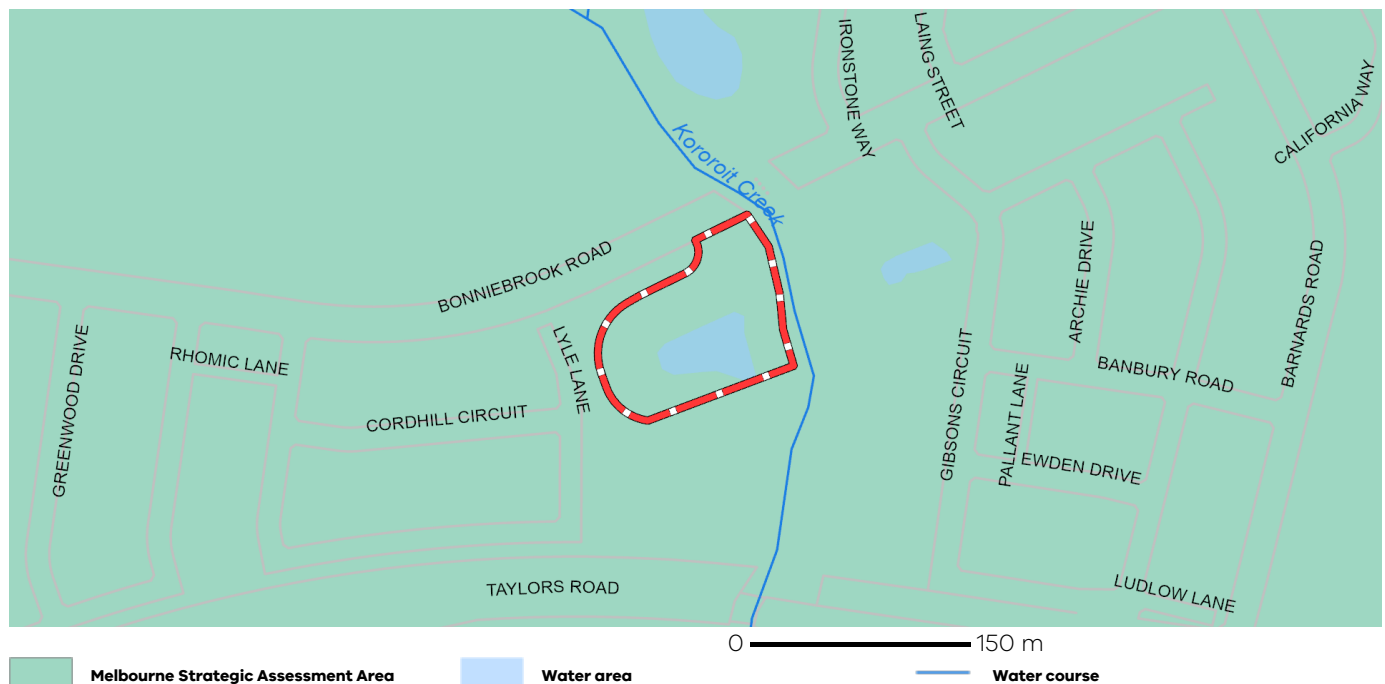 IRONSTONE WAY
LAING STREET
CALIFORNIA WAY
Kororoit Creek
BONNIEBROOK ROAD
ARCHIE DRIVE
BARNARDS ROAD
GREENWOOD DRIVE
RHOMIC LANE
LYLE LANE
CORDHILL CIRCUIT
GIBSONS CIRCUIT
PALLANT LANE
BANBURY ROAD
EWDEN DRIVE
TAYLORS ROAD
LUDLOW LANE
0 150 m
Melbourne Strategic Assessment Area
Water area
Water course